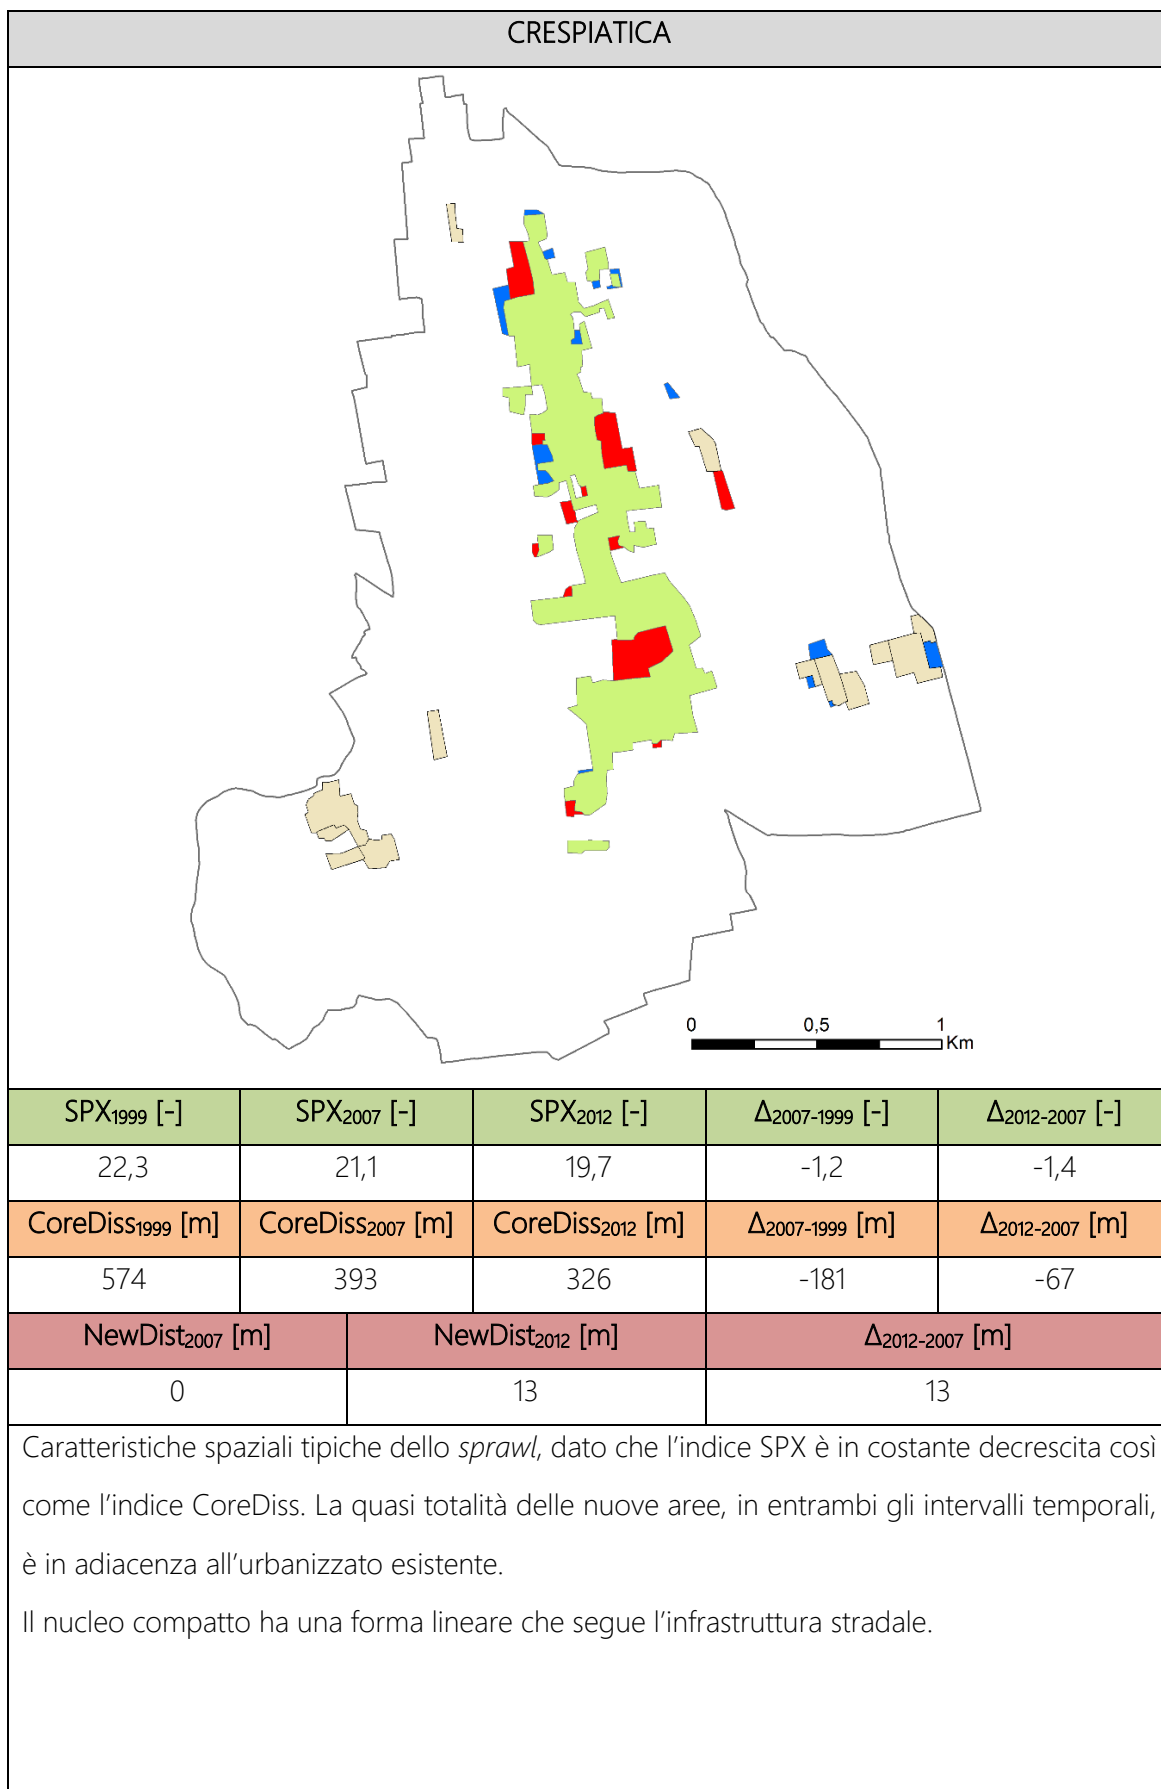 CRESPIATICA
0 0,5 1
Km
SPX1999 [-] SPX2007 [-] SPX2012 [-] Δ2007-1999 [-] Δ2012-2007 [-]
22,3 21,1 19,7 -1,2 -1,4
CoreDiss1999 [m] CoreDiss2007 [m] CoreDiss2012 [m] Δ2007-1999 [m] Δ2012-2007 [m]
574 393 326 -181 -67
NewDist2007 [m] NewDist2012 [m] Δ2012-2007 [m]
0 13 13
Caratteristiche spaziali tipiche dello sprawl, dato che l’indice SPX è in costante decrescita così
come l’indice CoreDiss. La quasi totalità delle nuove aree, in entrambi gli intervalli temporali,
è in adiacenza all’urbanizzato esistente.
Il nucleo compatto ha una forma lineare che segue l’infrastruttura stradale.